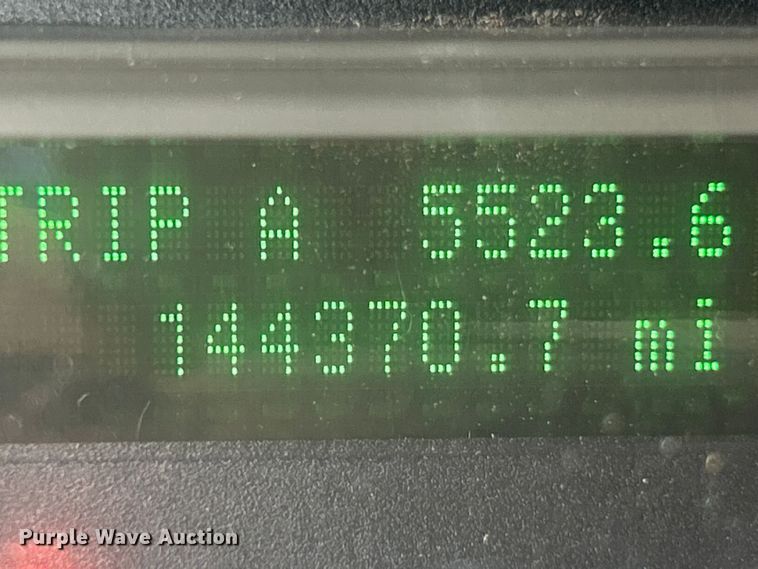 TRIP A 5523.6
144370.7 mi
Purple Wave Auction